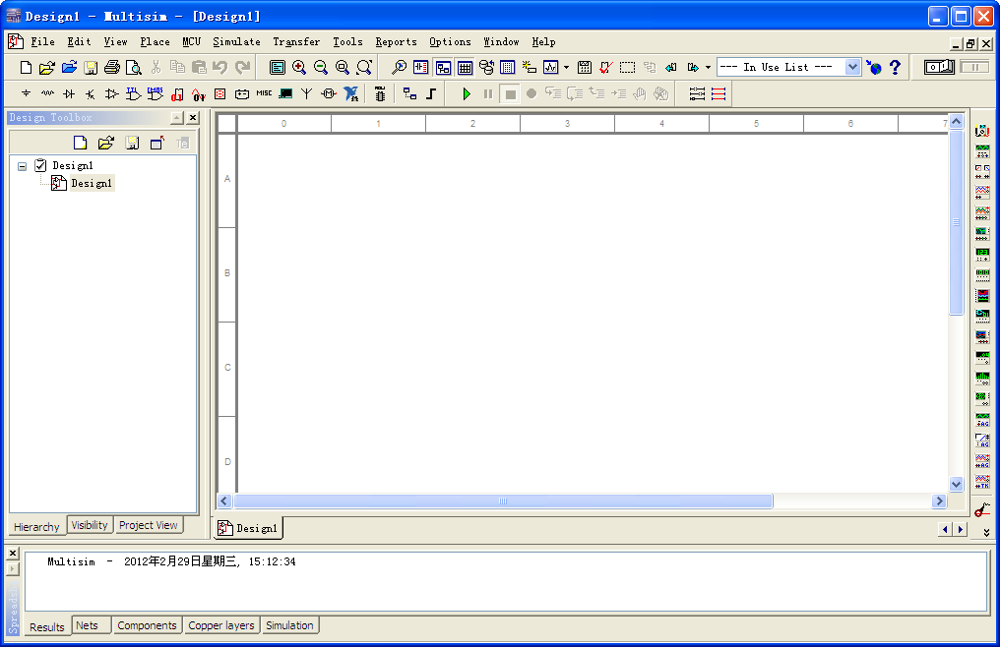 Design1 - Multisim - [Design1]
File Edit View Place MCU Simulate Transfer Tools Reports Options Window Help
--- In Use List ---
MISC
Design Toolbox
0 1 2 3 4 5 6 7
Design1
Design1
A
B
C
D
Hierarchy Visibility Project View
Design1
Multisim - 2012年2月29日星期三, 15:12:34
Results Nets Components Copper layers Simulation